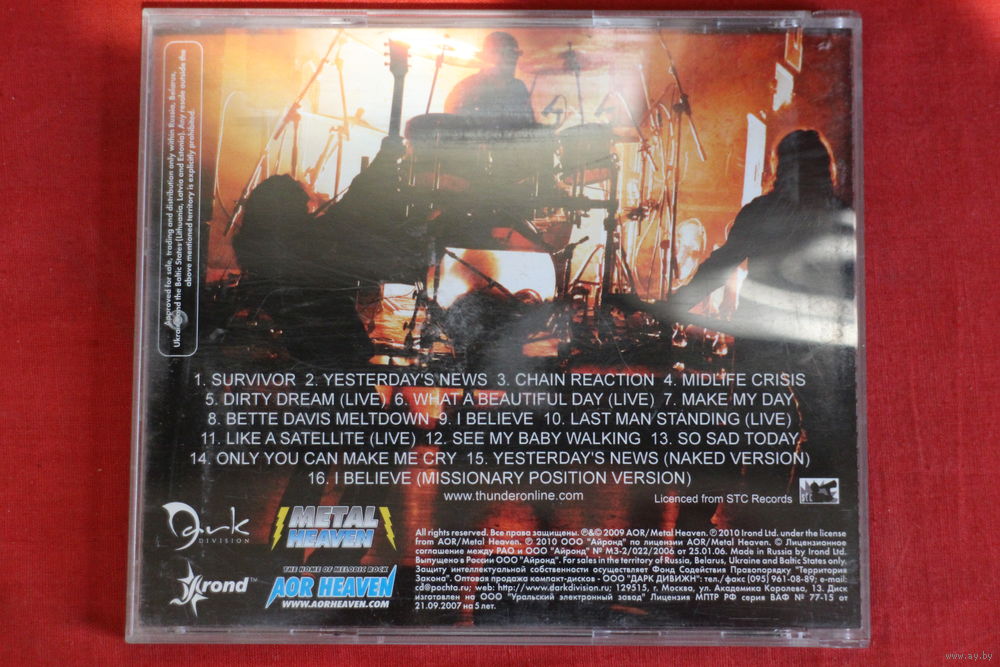 Approved for sale, trading and distribution only within Russia, Belarus,
Ukraine and the Baltic States (Lithuania, Latvia and Estonia). Any resale outside the
above mentioned territory is explicitly prohibited.
1. SURVIVOR 2. YESTERDAY'S NEWS 3. CHAIN REACTION 4. MIDLIFE CRISIS
5. DIRTY DREAM (LIVE) 6. WHAT A BEAUTIFUL DAY (LIVE) 7. MAKE MY DAY
8. BETTE DAVIS MELTDOWN 9. I BELIEVE 10. LAST MAN STANDING (LIVE)
11. LIKE A SATELLITE (LIVE) 12. SEE MY BABY WALKING 13. SO SAD TODAY
14. ONLY YOU CAN MAKE ME CRY 15. YESTERDAY'S NEWS (NAKED VERSION)
16. I BELIEVE (MISSIONARY POSITION VERSION)
www.thunderonline.com
Licenced from STC Records
stc
Dark
DIVISION
METAL
HEAVEN
Irond™
THE HOME OF MELODIC ROCK
AOR HEAVEN
WWW.AORHEAVEN.COM
All rights reserved. Все права защищены. ℗&© 2009 AOR/Metal Heaven. ℗ 2010 Irond Ltd. under the license
from AOR/Metal Heaven. © ℗ 2010 ООО "Айронд" по лицензии AOR/Metal Heaven. © Лицензионное
соглашение между РАО и ООО "Айронд" № МЗ-2/022/2006 от 25.01.06. Made in Russia by Irond Ltd.
Выпущено в России ООО "Айронд". For sales in the territory of Russia, Belarus, Ukraine and Baltic States only.
Защиту интеллектуальной собственности осуществляет Фонд Содействия Правопорядку "Территория
Закона". Оптовая продажа компакт-дисков - ООО "ДАРК ДИВИЖН": тел./факс (095) 961-08-89; e-mail:
cd@pochta.ru; web: http://www.darkdivision.ru; 129515, г. Москва, ул. Академика Королева, 13. Диск
изготовлен на ООО "Уральский электронный завод" Лицензия МПТР РФ серия ВАФ № 77-15 от
21.09.2007 на 5 лет.
www.ay.by